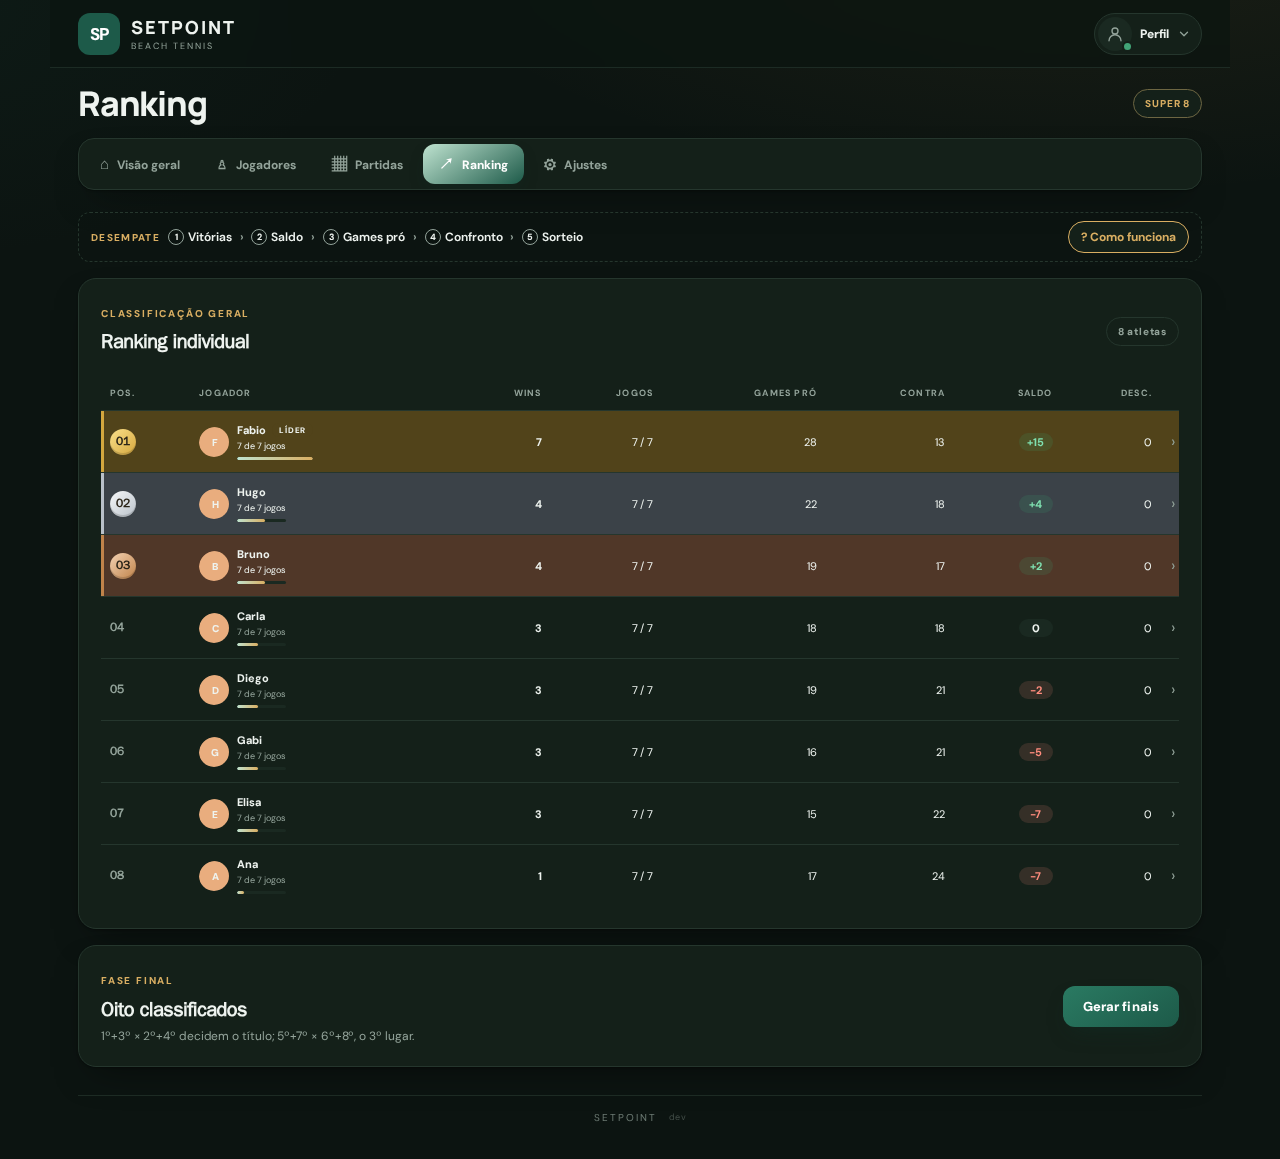 SP SETPOINT
BEACH TENNIS
Perfil
Ranking
SUPER 8
Visão geral Jogadores Partidas Ranking Ajustes
DESEMPATE 1 Vitórias › 2 Saldo › 3 Games pró › 4 Confronto › 5 Sorteio ? Como funciona
CLASSIFICAÇÃO GERAL
Ranking individual
8 atletas
POS. JOGADOR WINS JOGOS GAMES PRÓ CONTRA SALDO DESC.
01 F Fabio LÍDER 7 7 / 7 28 13 +15 0 ›
7 de 7 jogos
02 H Hugo 4 7 / 7 22 18 +4 0 ›
7 de 7 jogos
03 B Bruno 4 7 / 7 19 17 +2 0 ›
7 de 7 jogos
04 C Carla 3 7 / 7 18 18 0 0 ›
7 de 7 jogos
05 D Diego 3 7 / 7 19 21 −2 0 ›
7 de 7 jogos
06 G Gabi 3 7 / 7 16 21 −5 0 ›
7 de 7 jogos
07 E Elisa 3 7 / 7 15 22 −7 0 ›
7 de 7 jogos
08 A Ana 1 7 / 7 17 24 −7 0 ›
7 de 7 jogos
FASE FINAL
Oito classificados
1º+3º × 2º+4º decidem o título; 5º+7º × 6º+8º, o 3º lugar.
Gerar finais
SETPOINT dev